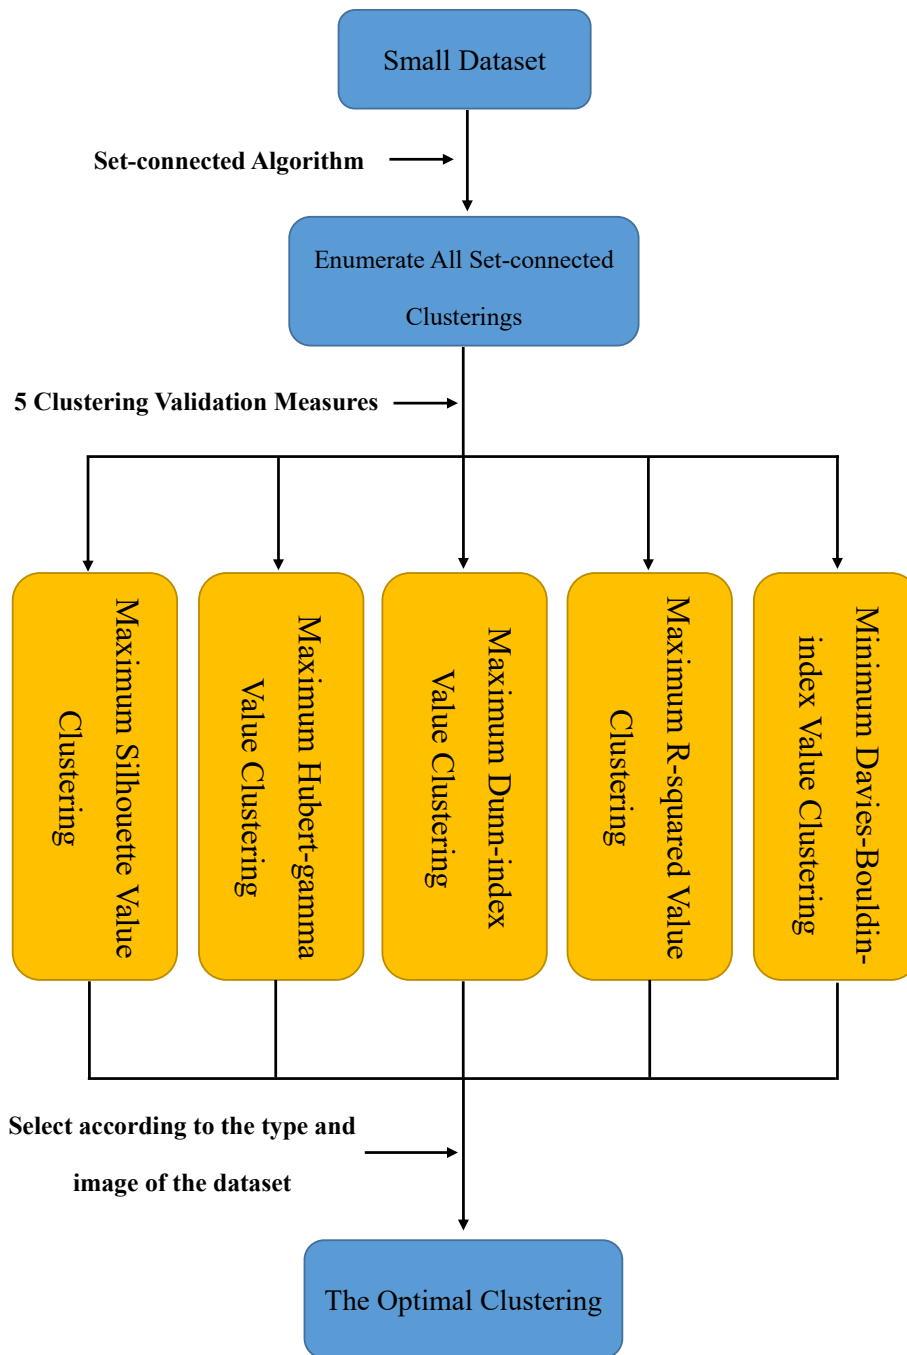 Small Dataset
Set-connected Algorithm
Enumerate All Set-connected
Clusterings
5 Clustering Validation Measures
Maximum Silhouette Value
Clustering
Maximum Hubert-gamma
Value Clustering
Maximum Dunn-index
Value Clustering
Maximum R-squared Value
Clustering
Minimum Davies-Bouldin-
index Value Clustering
Select according to the type and
image of the dataset
The Optimal Clustering